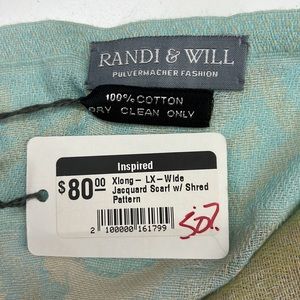 RANDI & WILL
PULVERMACHER FASHION
100% COTTON
DRY CLEAN ONLY
Inspired
$80.00
Xlong- LX-Wide
Jacquard Scarf w/ Shred
Pattern
2 100000 161799